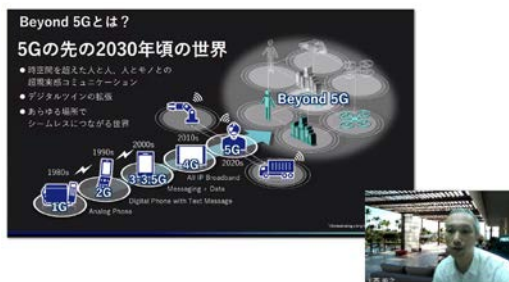 Beyond 5Gとは？
5Gの先の2030年頃の世界
● 時空間を超えた人と人、人とモノとの
超現実感コミュニケーション
● デジタルツインの拡張
● あらゆる場所で
シームレスにつながる世界
Beyond 5G
2010s
2000s
1990s
1980s
5G
2020s
4G
3-3.5G
2G
1G
All IP Broadband
Messaging + Data
Digital Phone with Text Message
Analog Phone